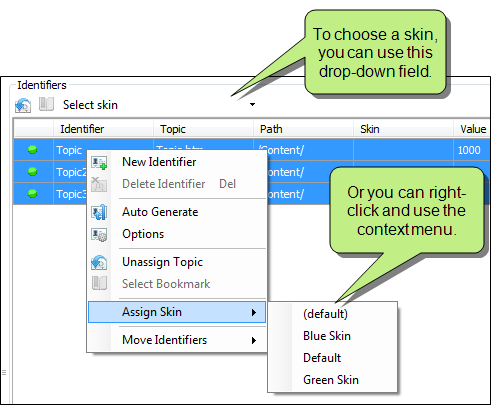 To choose a skin,
you can use this
drop-down field.
Identifiers
Select skin
Identifier Topic Path Skin Value
Topic Topic.htm /Content/ 1000
Topic2
Topic3
New Identifier
Delete Identifier Del
Auto Generate
Options
Unassign Topic
Select Bookmark
Assign Skin
Move Identifiers
Or you can right-
click and use the
context menu.
(default)
Blue Skin
Default
Green Skin